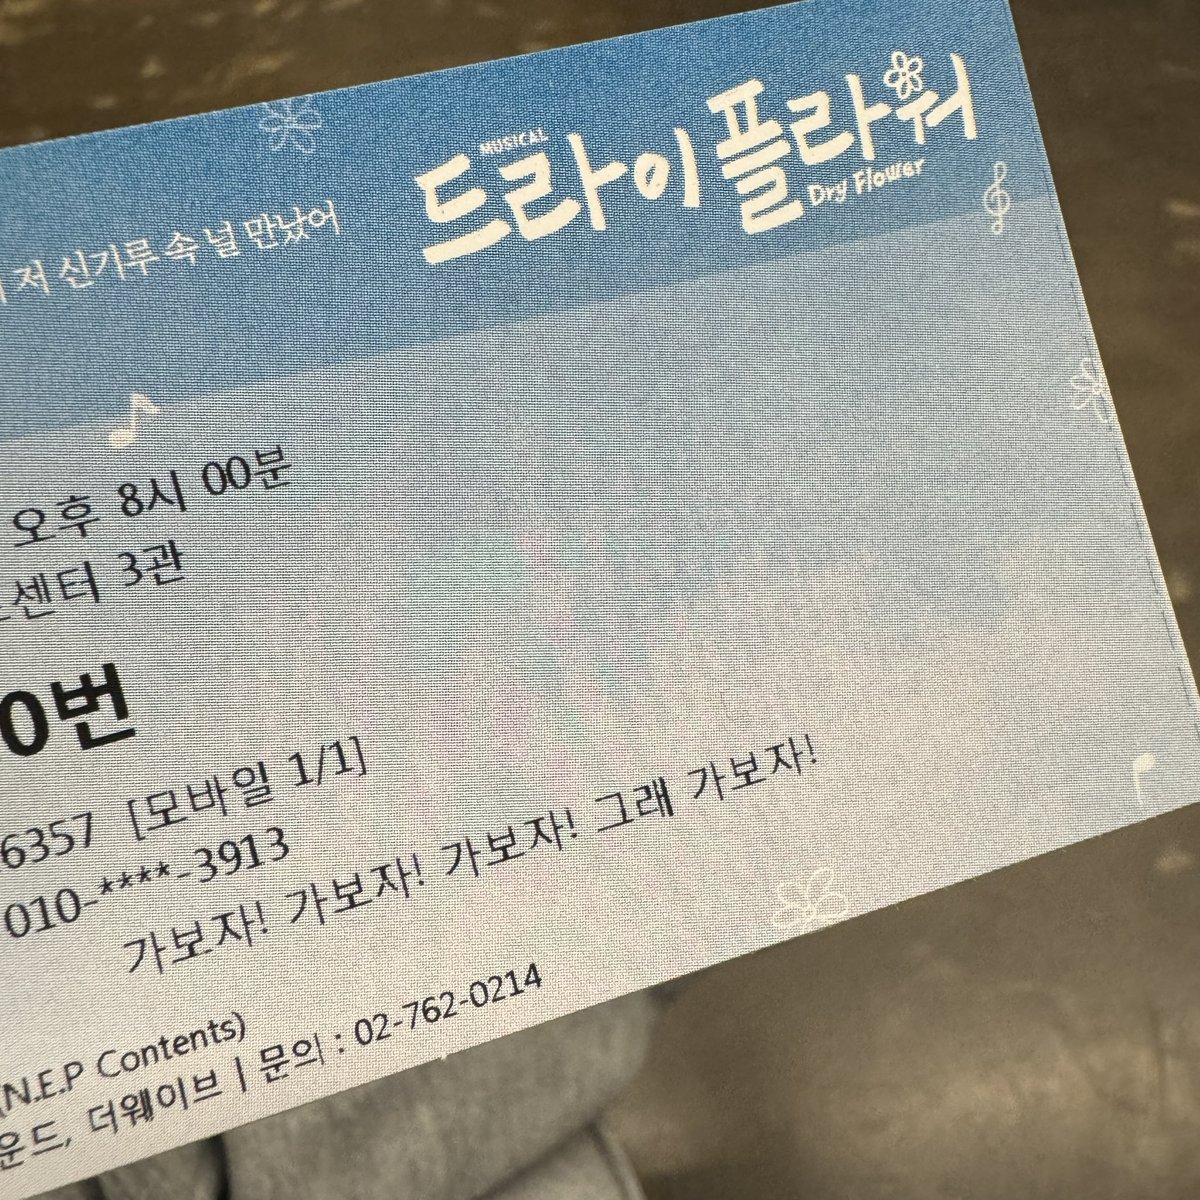 MUSICAL
드라이플라워
Dry Flower
저 신기루 속 널 만났어
오후 8시 00분
센터 3관
0번
6357 [모바일 1/1]
010-****-3913
가보자! 가보자! 가보자! 그래 가보자!
(N.E.P Contents)
운드, 더웨이브 | 문의 : 02-762-0214